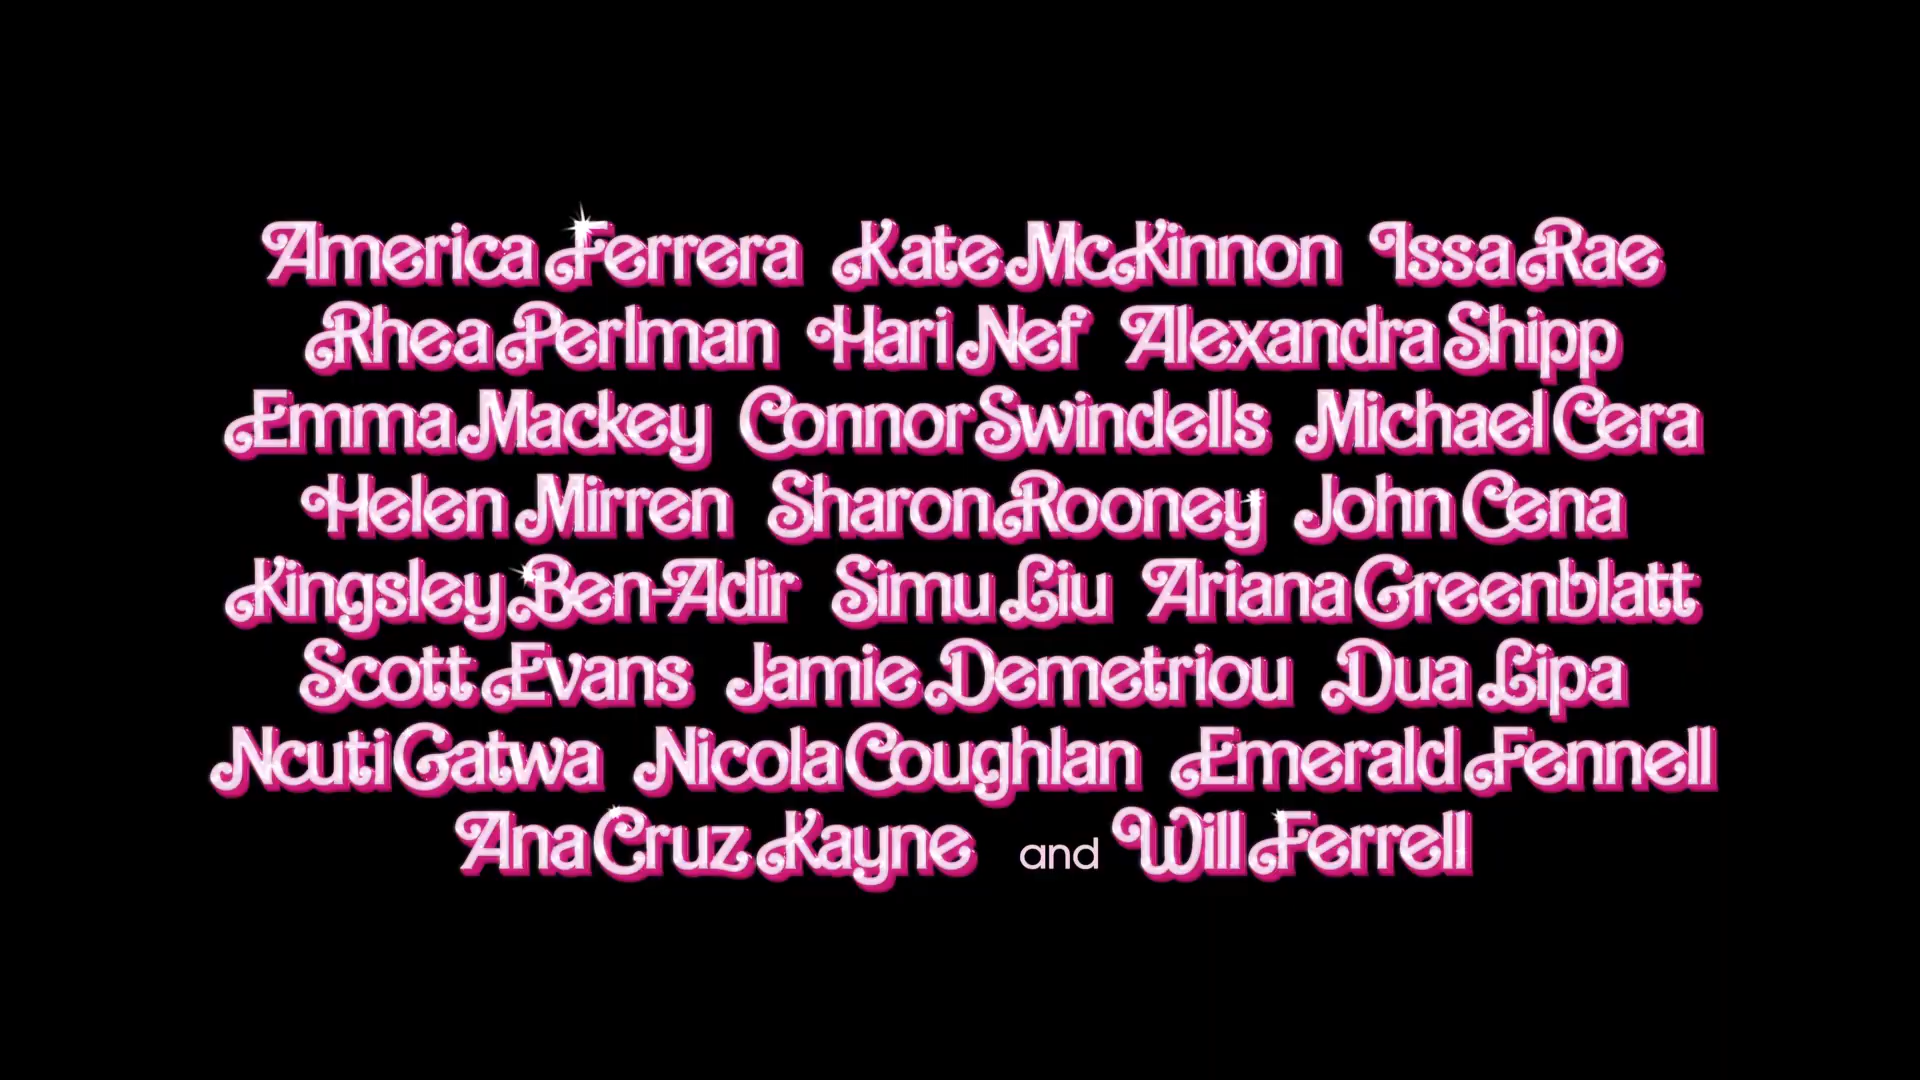 America Ferrera Kate McKinnon Issa Rae
Rhea Perlman Hari Nef Alexandra Shipp
Emma Mackey Connor Swindells Michael Cera
Helen Mirren Sharon Rooney John Cena
Kingsley Ben-Adir Simu Liu Ariana Greenblatt
Scott Evans Jamie Demetriou Dua Lipa
Ncuti Gatwa Nicola Coughlan Emerald Fennell
Ana Cruz Kayne and Will Ferrell